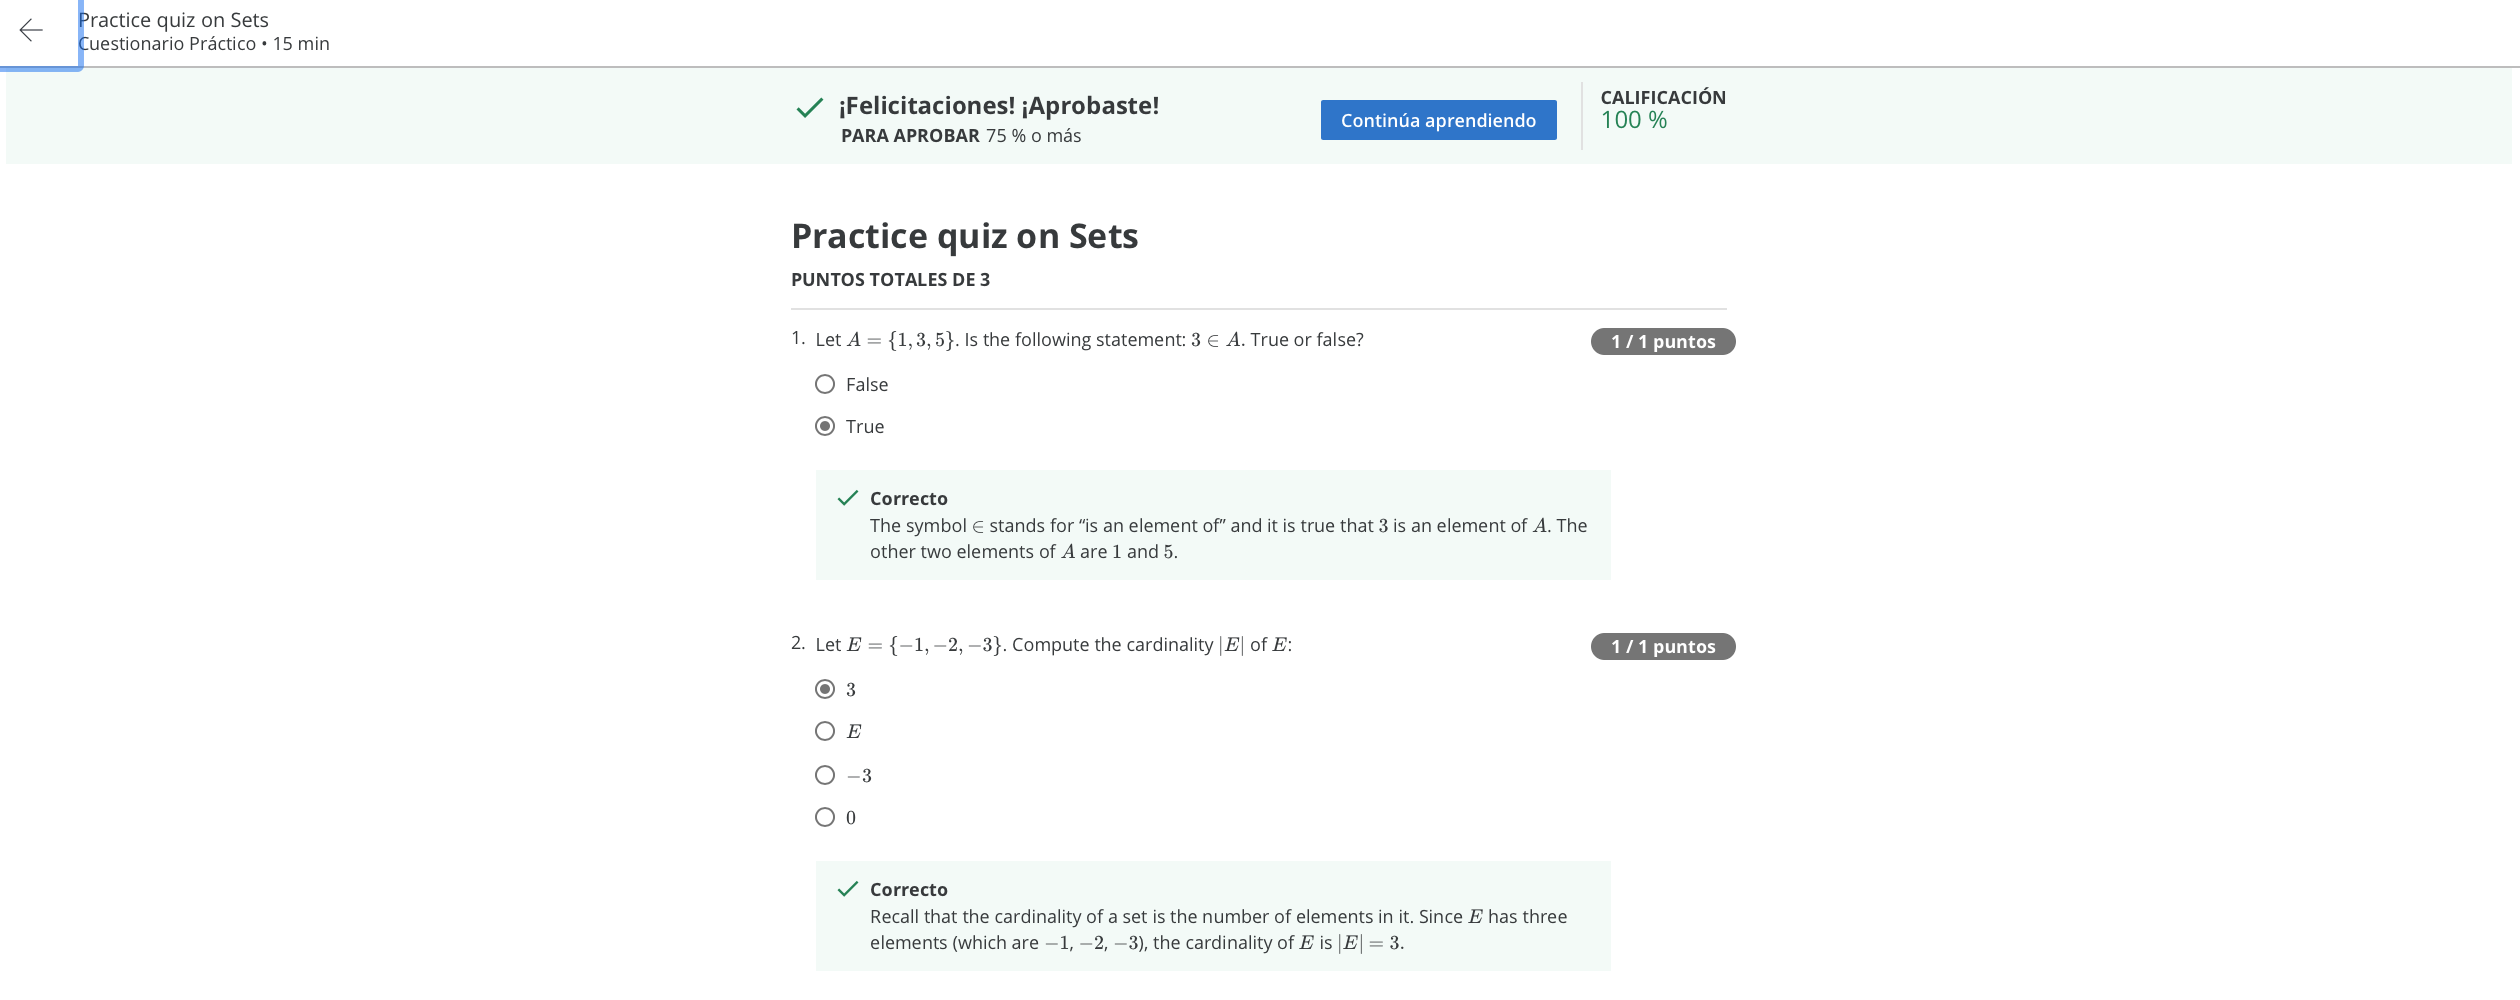 Practice quiz on Sets
Cuestionario Práctico • 15 min
¡Felicitaciones! ¡Aprobaste!
PARA APROBAR 75 % o más
Continúa aprendiendo
CALIFICACIÓN
100 %
Practice quiz on Sets
PUNTOS TOTALES DE 3
1. Let A = {1, 3, 5}. Is the following statement: 3 ∈ A. True or false?
1 / 1 puntos
False
True
Correcto
The symbol ∈ stands for “is an element of” and it is true that 3 is an element of A. The
other two elements of A are 1 and 5.
2. Let E = {−1, −2, −3}. Compute the cardinality |E| of E:
1 / 1 puntos
3
E
−3
0
Correcto
Recall that the cardinality of a set is the number of elements in it. Since E has three
elements (which are −1, −2, −3), the cardinality of E is |E| = 3.